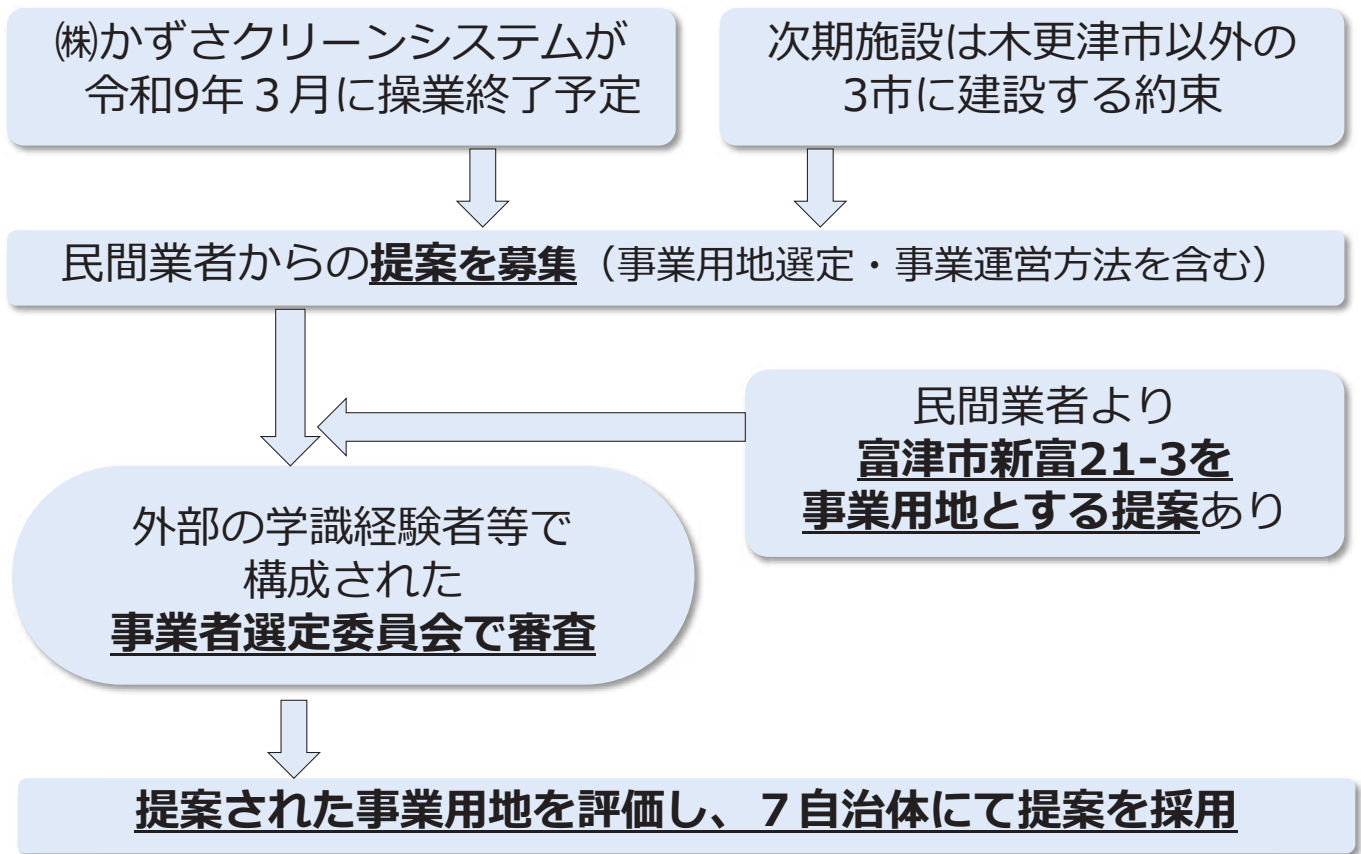 ㈱かずさクリーンシステムが
令和9年３月に操業終了予定
次期施設は木更津市以外の
3市に建設する約束
民間業者からの提案を募集（事業用地選定・事業運営方法を含む）
民間業者より
富津市新富21-3を
事業用地とする提案あり
外部の学識経験者等で
構成された
事業者選定委員会で審査
提案された事業用地を評価し、７自治体にて提案を採用